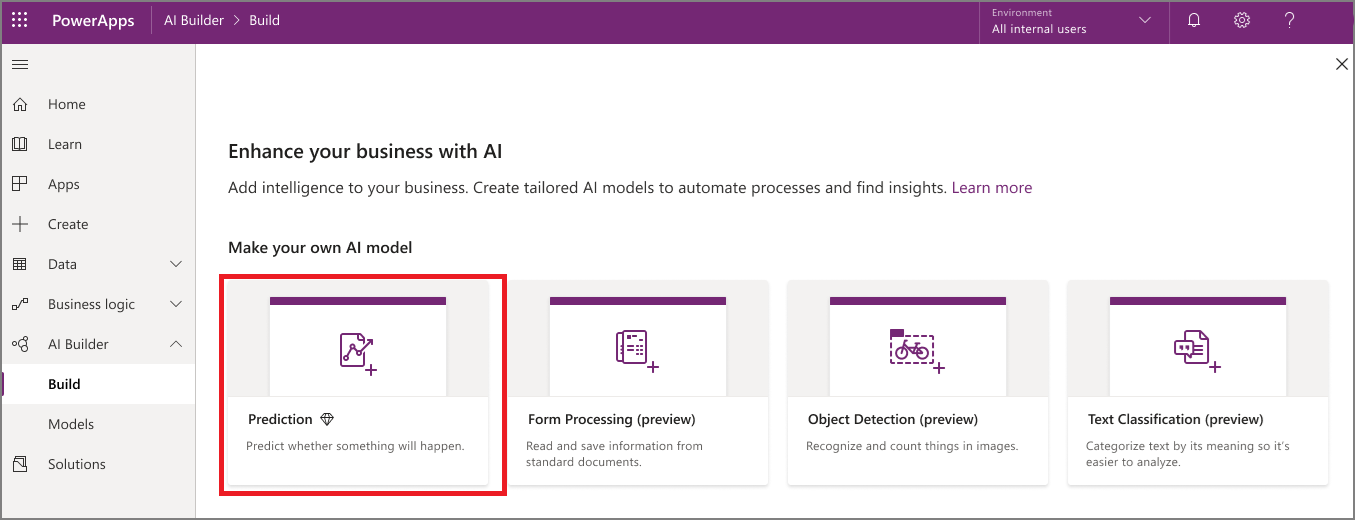 PowerApps
AI Builder > Build
Environment
All internal users
?
Home
Learn
Apps
Create
Data
Business logic
AI Builder
Build
Models
Solutions
Enhance your business with AI
Add intelligence to your business. Create tailored AI models to automate processes and find insights. Learn more
Make your own AI model
Prediction
Predict whether something will happen.
Form Processing (preview)
Read and save information from
standard documents.
Object Detection (preview)
Recognize and count things in images.
Text Classification (preview)
Categorize text by its meaning so it's
easier to analyze.